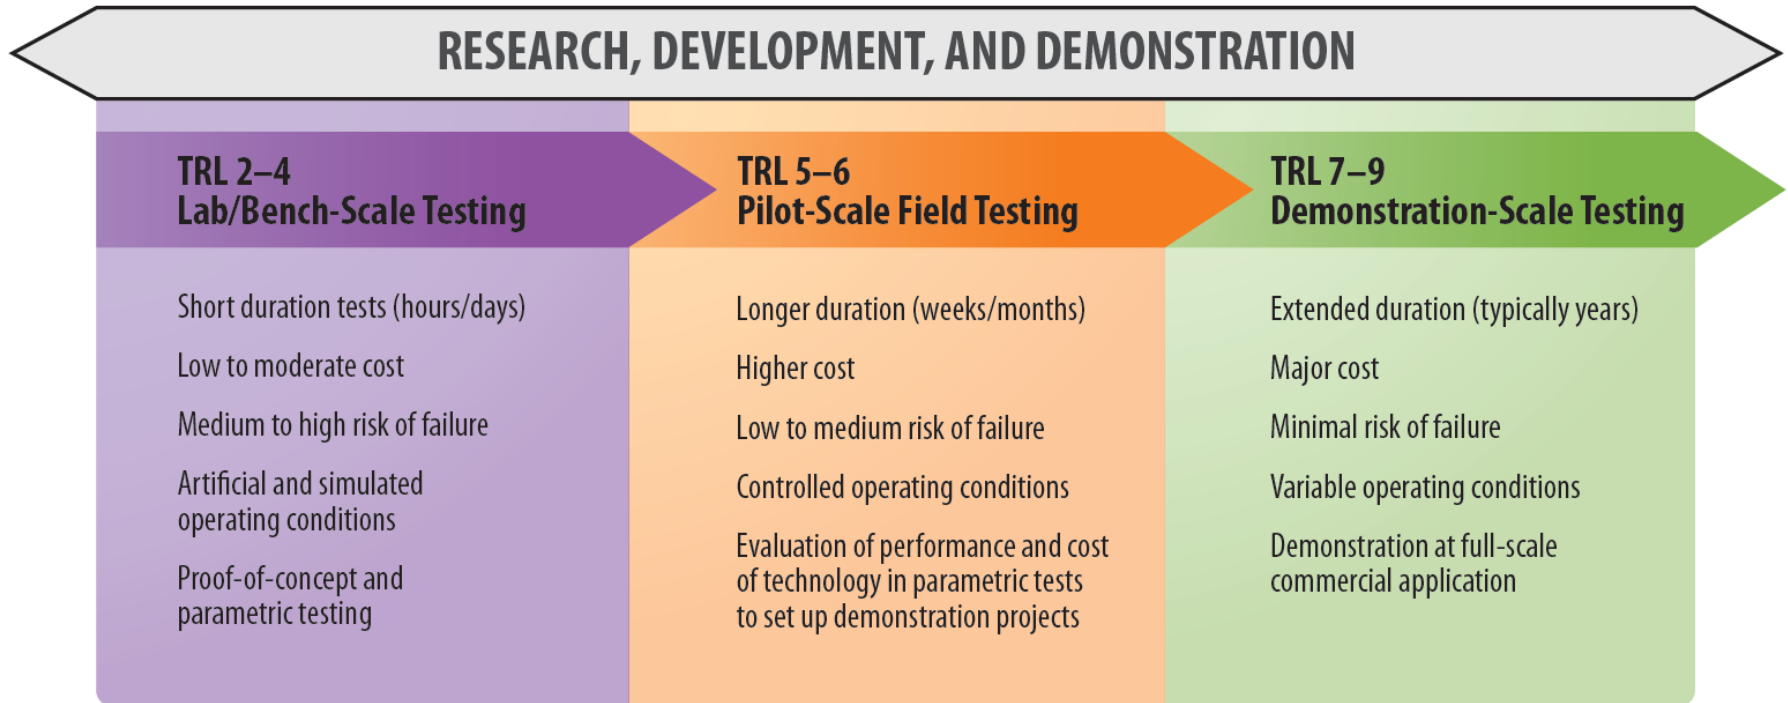 RESEARCH, DEVELOPMENT, AND DEMONSTRATION
TRL 2–4
Lab/Bench-Scale Testing
Short duration tests (hours/days)
Low to moderate cost
Medium to high risk of failure
Artificial and simulated
operating conditions
Proof-of-concept and
parametric testing
TRL 5–6
Pilot-Scale Field Testing
Longer duration (weeks/months)
Higher cost
Low to medium risk of failure
Controlled operating conditions
Evaluation of performance and cost
of technology in parametric tests
to set up demonstration projects
TRL 7–9
Demonstration-Scale Testing
Extended duration (typically years)
Major cost
Minimal risk of failure
Variable operating conditions
Demonstration at full-scale
commercial application